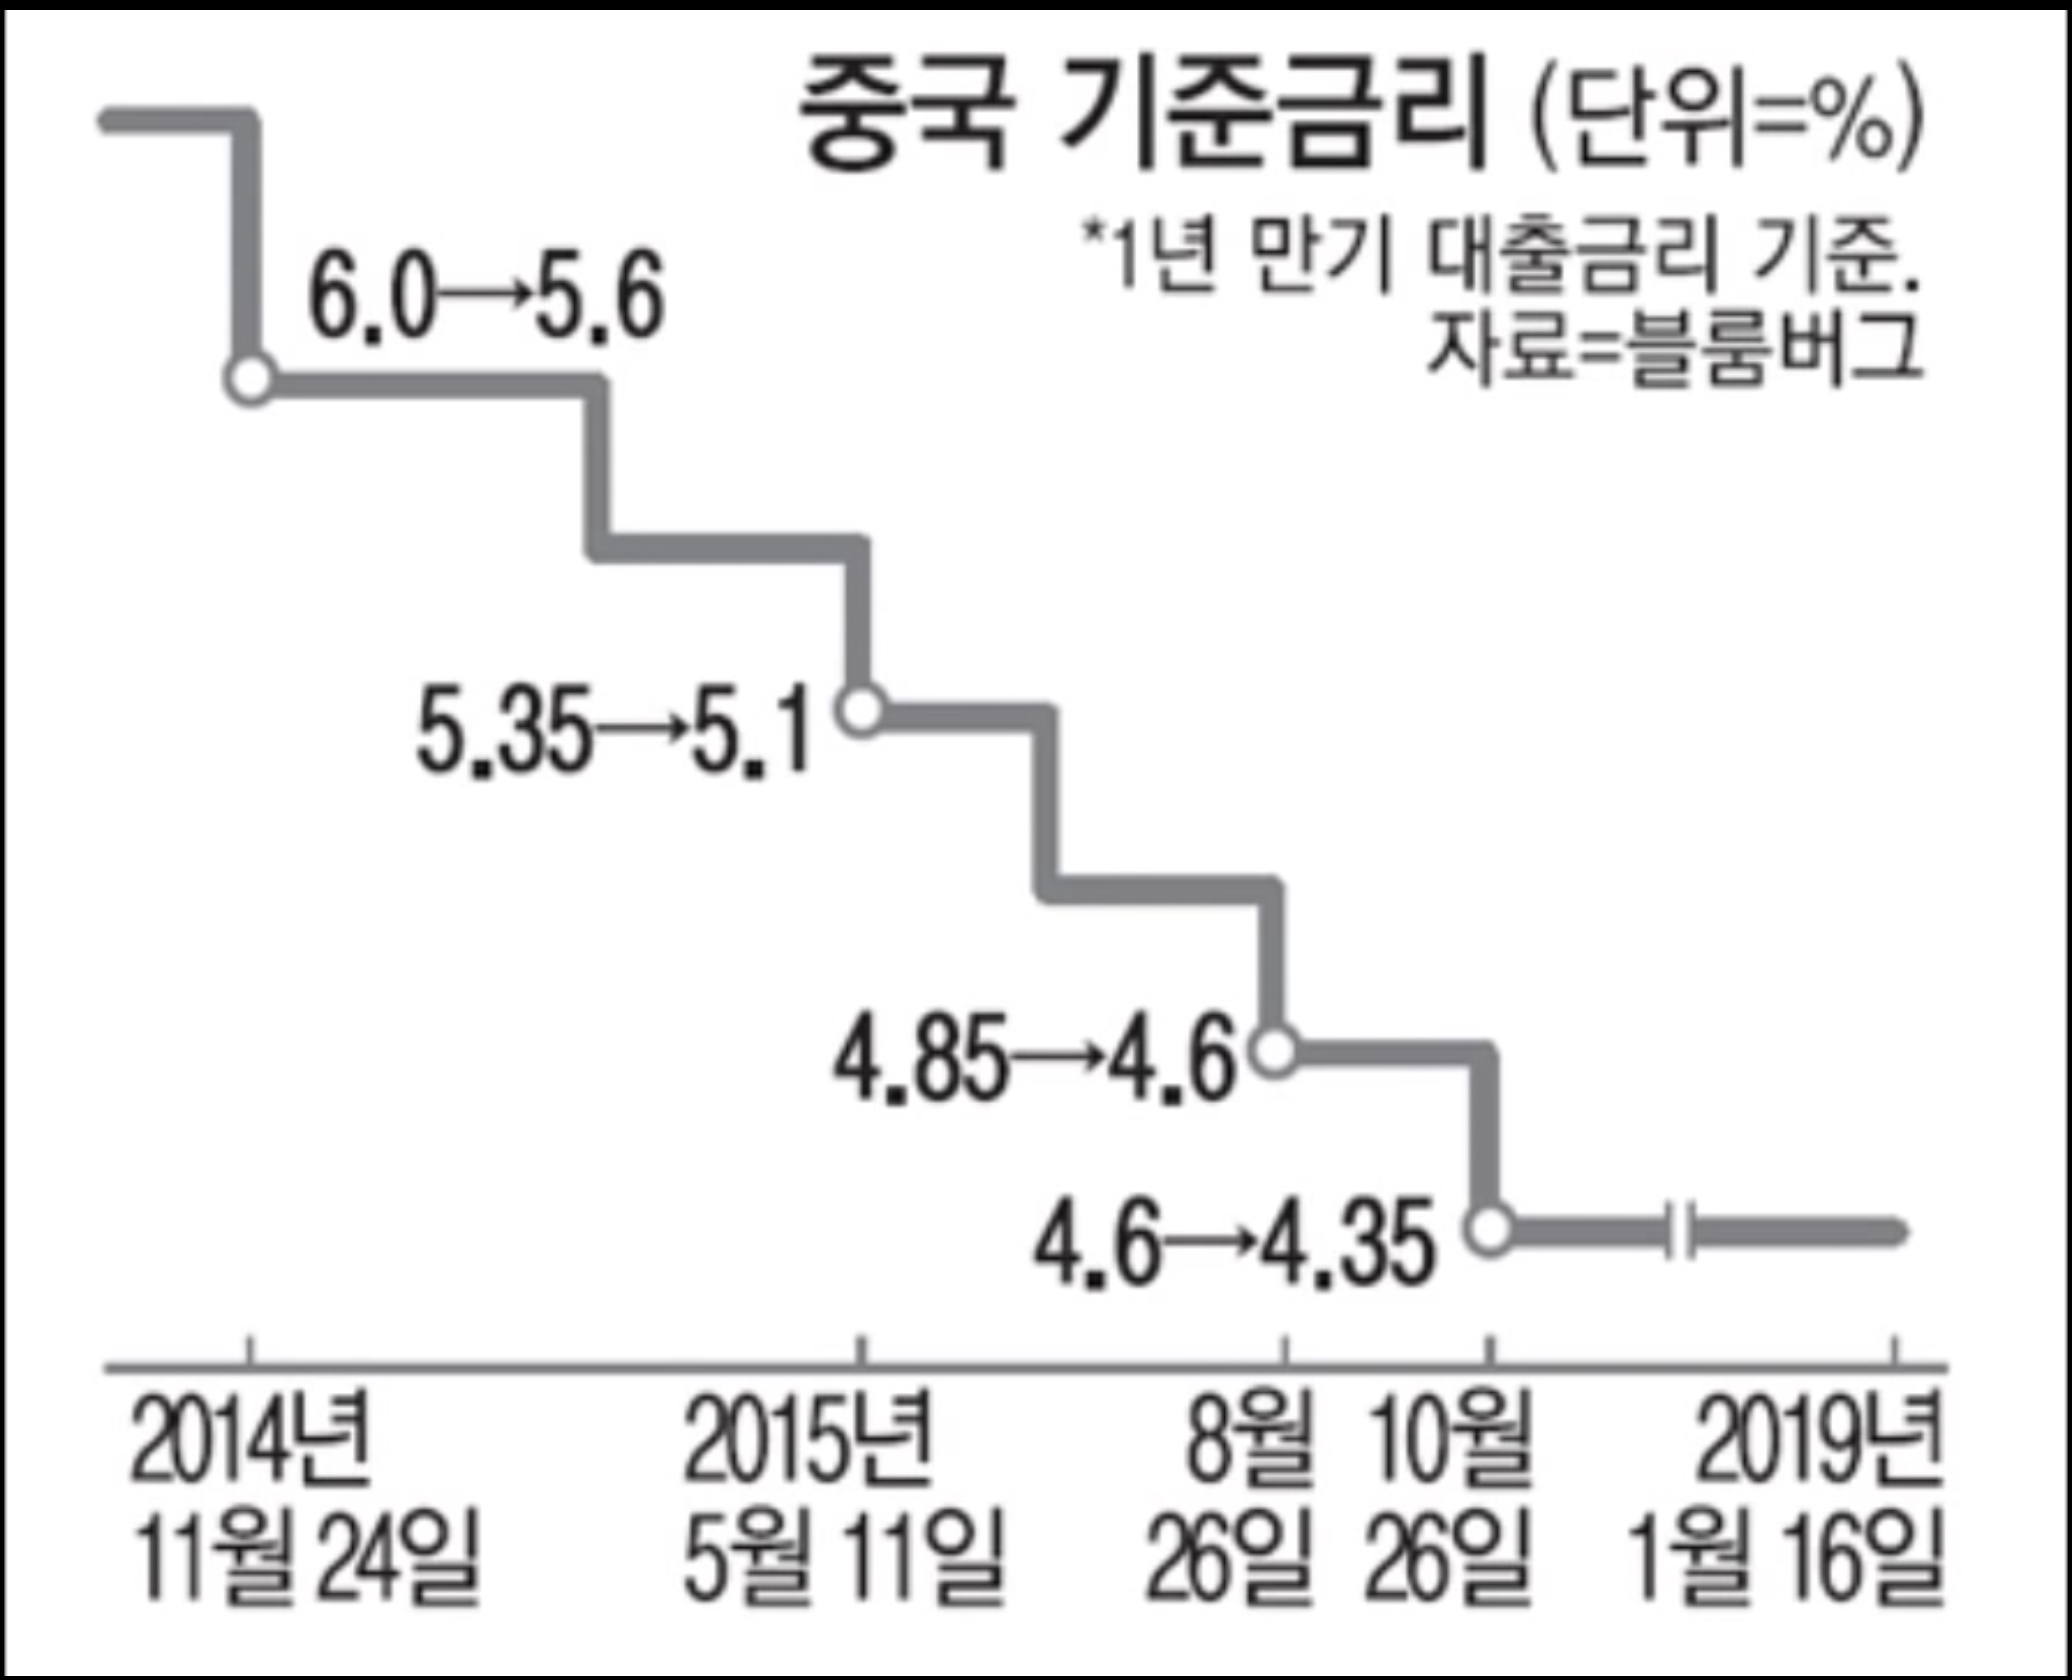 중국 기준금리 (단위=%)
*1년 만기 대출금리 기준.
자료=블룸버그
6.0→5.6
5.35→5.1
4.85→4.6
4.6→4.35
2014년 2015년 8월 10월 2019년
11월 24일 5월 11일 26일 26일 1월 16일